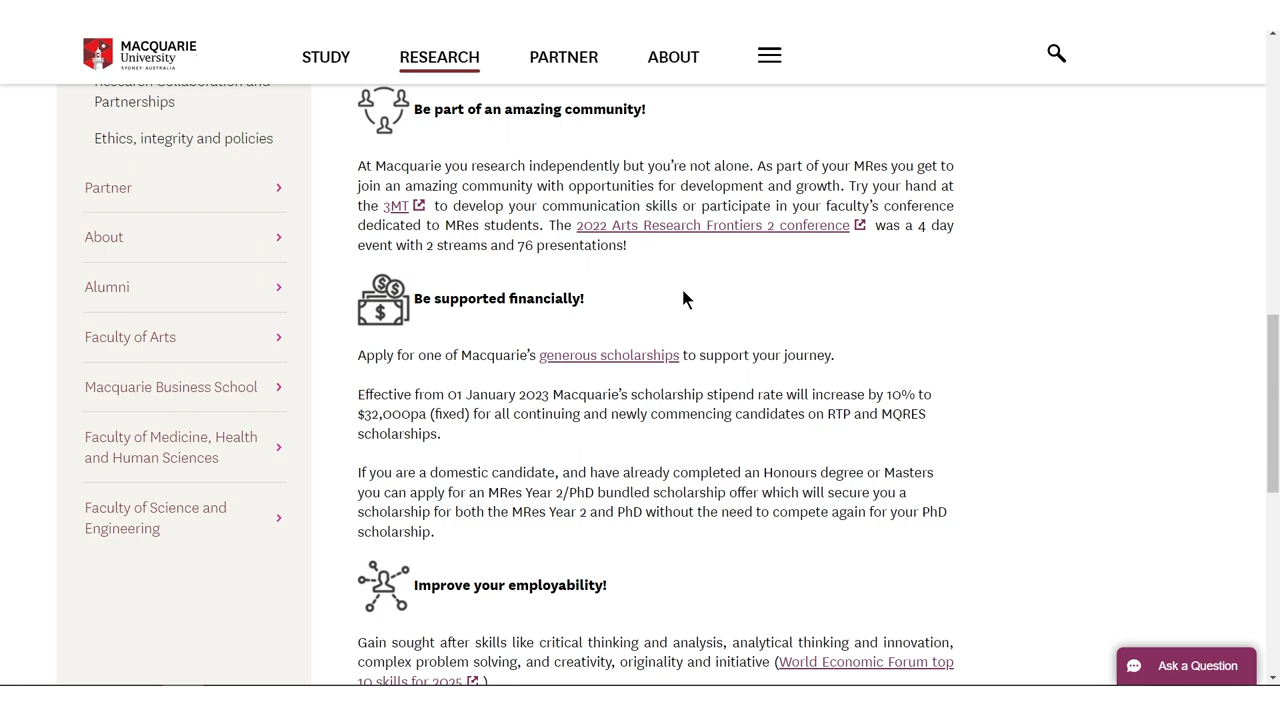 MACQUARIE
University
SYDNEY·AUSTRALIA
STUDY
RESEARCH
PARTNER
ABOUT
Research Collaboration and
Partnerships
Ethics, integrity and policies
Partner
About
Alumni
Faculty of Arts
Macquarie Business School
Faculty of Medicine, Health
and Human Sciences
Faculty of Science and
Engineering
Be part of an amazing community!
At Macquarie you research independently but you're not alone. As part of your MRes you get to
join an amazing community with opportunities for development and growth. Try your hand at
the 3MT to develop your communication skills or participate in your faculty's conference
dedicated to MRes students. The 2022 Arts Research Frontiers 2 conference was a 4 day
event with 2 streams and 76 presentations!
Be supported financially!
Apply for one of Macquarie's generous scholarships to support your journey.
Effective from 01 January 2023 Macquarie's scholarship stipend rate will increase by 10% to
$32,000pa (fixed) for all continuing and newly commencing candidates on RTP and MQRES
scholarships.
If you are a domestic candidate, and have already completed an Honours degree or Masters
you can apply for an MRes Year 2/PhD bundled scholarship offer which will secure you a
scholarship for both the MRes Year 2 and PhD without the need to compete again for your PhD
scholarship.
Improve your employability!
Gain sought after skills like critical thinking and analysis, analytical thinking and innovation,
complex problem solving, and creativity, originality and initiative (World Economic Forum top
10 skills for 2025 )
Ask a Question